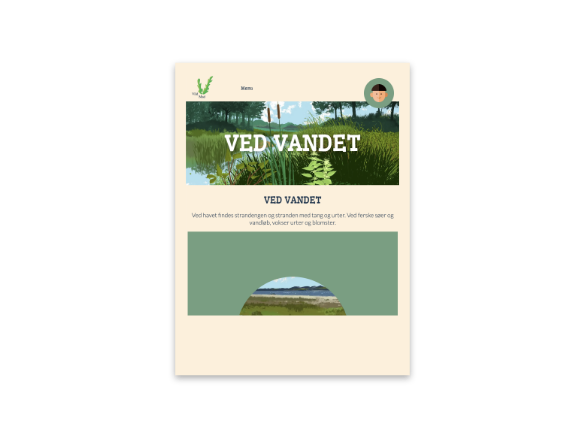 Menu
VED VANDET
VED VANDET
Ved havet findes strandengen og stranden med tang og urter. Ved ferske søer og
vandløb, vokser urter og blomster.